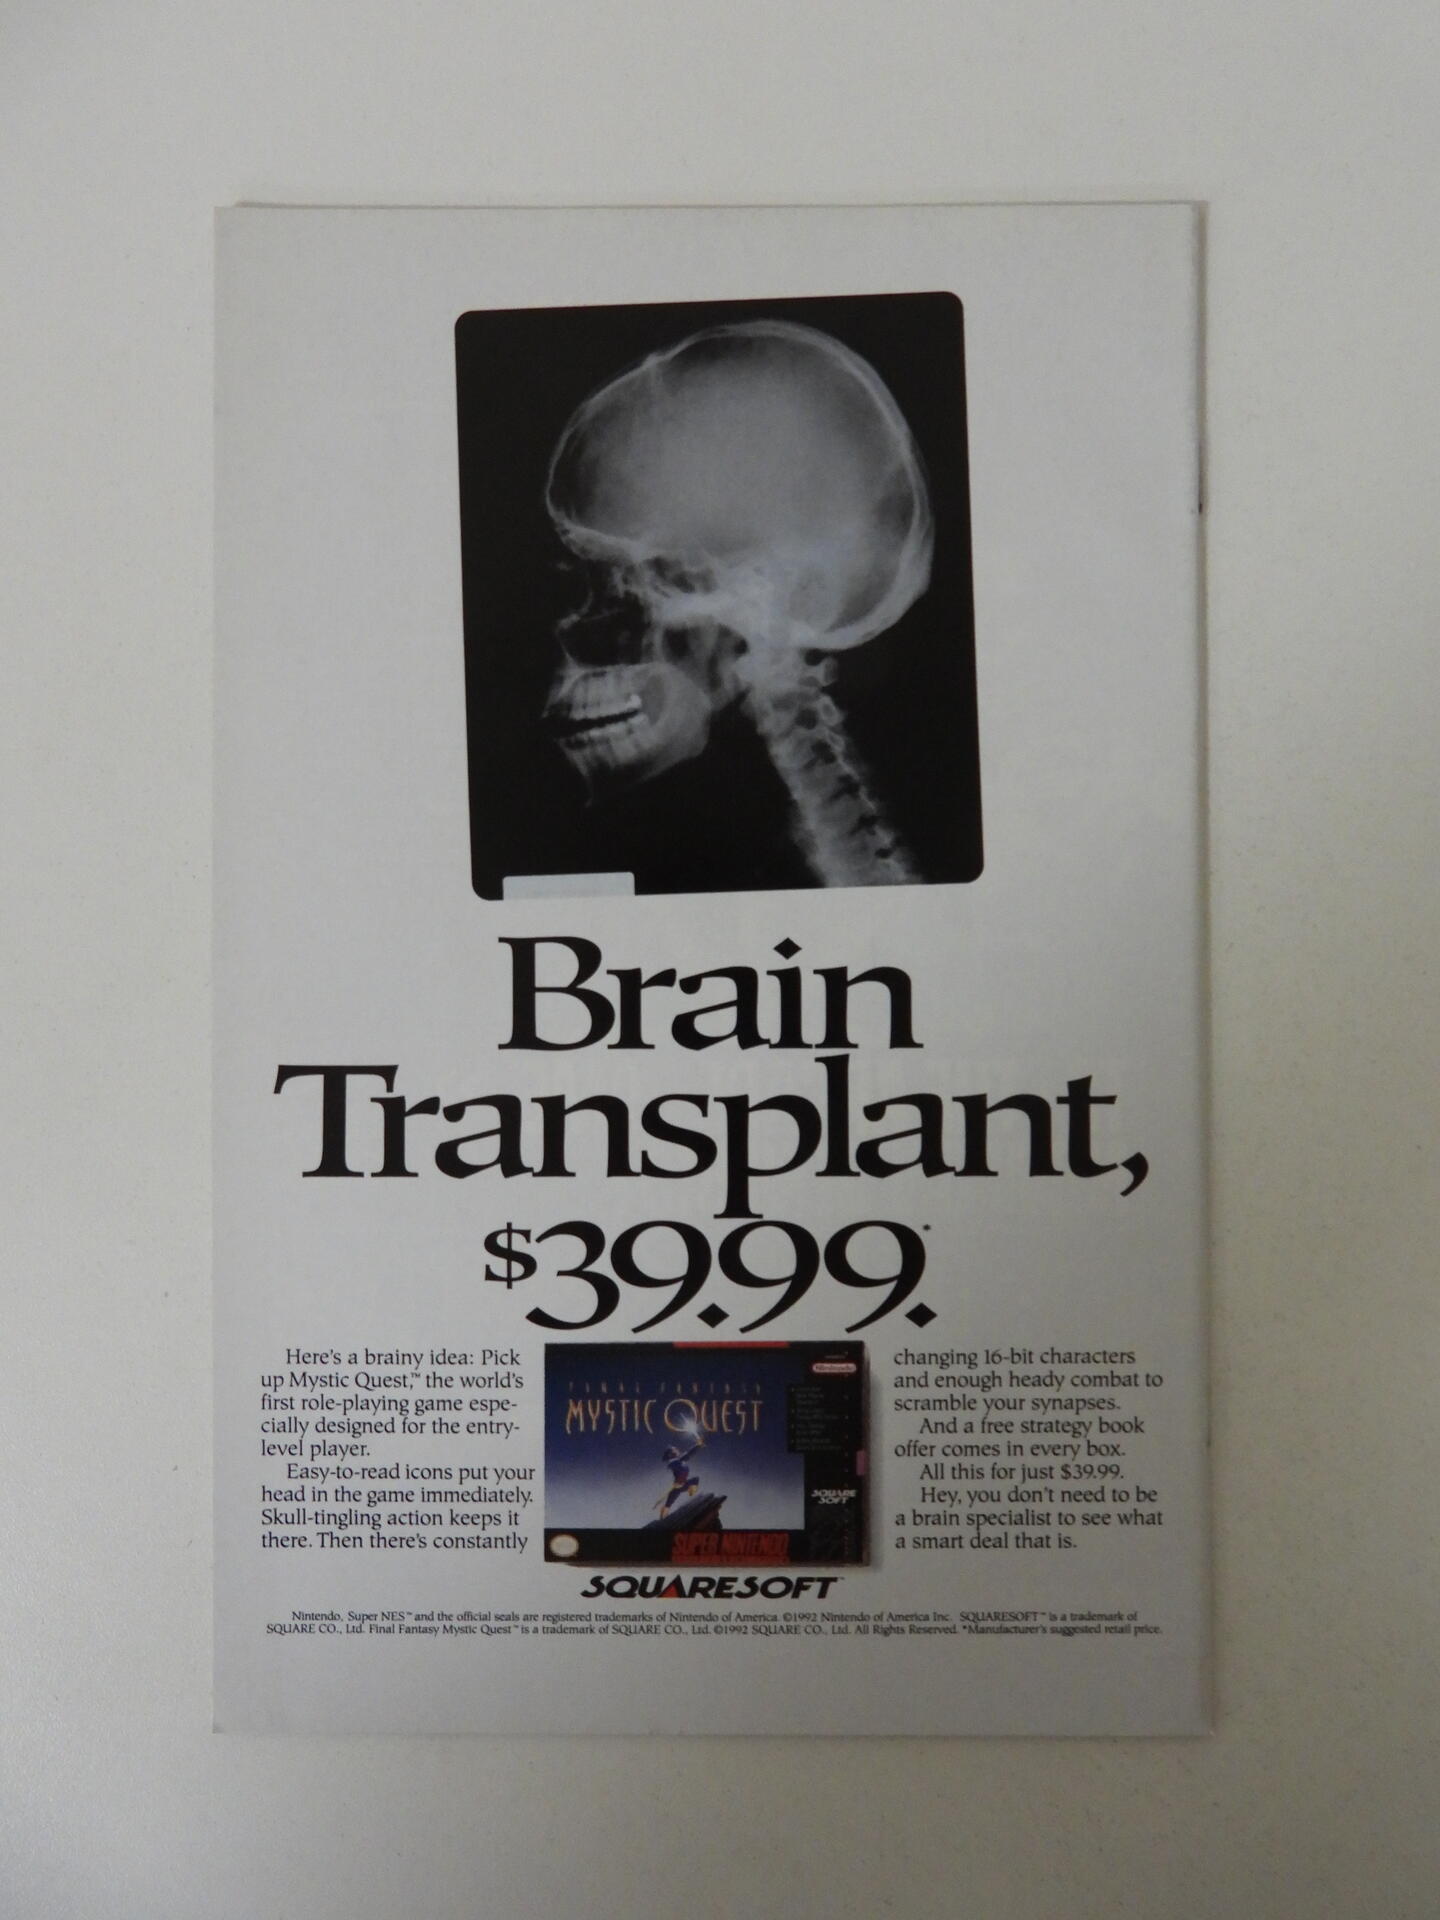 Brain
Transplant,
$39.99.*
Here's a brainy idea: Pick
up Mystic Quest,™ the world's
first role-playing game espe-
cially designed for the entry-
level player.
Easy-to-read icons put your
head in the game immediately.
Skull-tingling action keeps it
there. Then there's constantly
FINAL FANTASY
MYSTIC QUEST
Nintendo
SQUARE
SOFT
SUPER NINTENDO
changing 16-bit characters
and enough heady combat to
scramble your synapses.
And a free strategy book
offer comes in every box.
All this for just $39.99.
Hey, you don't need to be
a brain specialist to see what
a smart deal that is.
SQUARESOFT™
Nintendo, Super NES™ and the official seals are registered trademarks of Nintendo of America. ©1992 Nintendo of America Inc. SQUARESOFT™ is a trademark of
SQUARE CO., Ltd. Final Fantasy Mystic Quest™ is a trademark of SQUARE CO., Ltd. ©1992 SQUARE CO., Ltd. All Rights Reserved. *Manufacturer's suggested retail price.